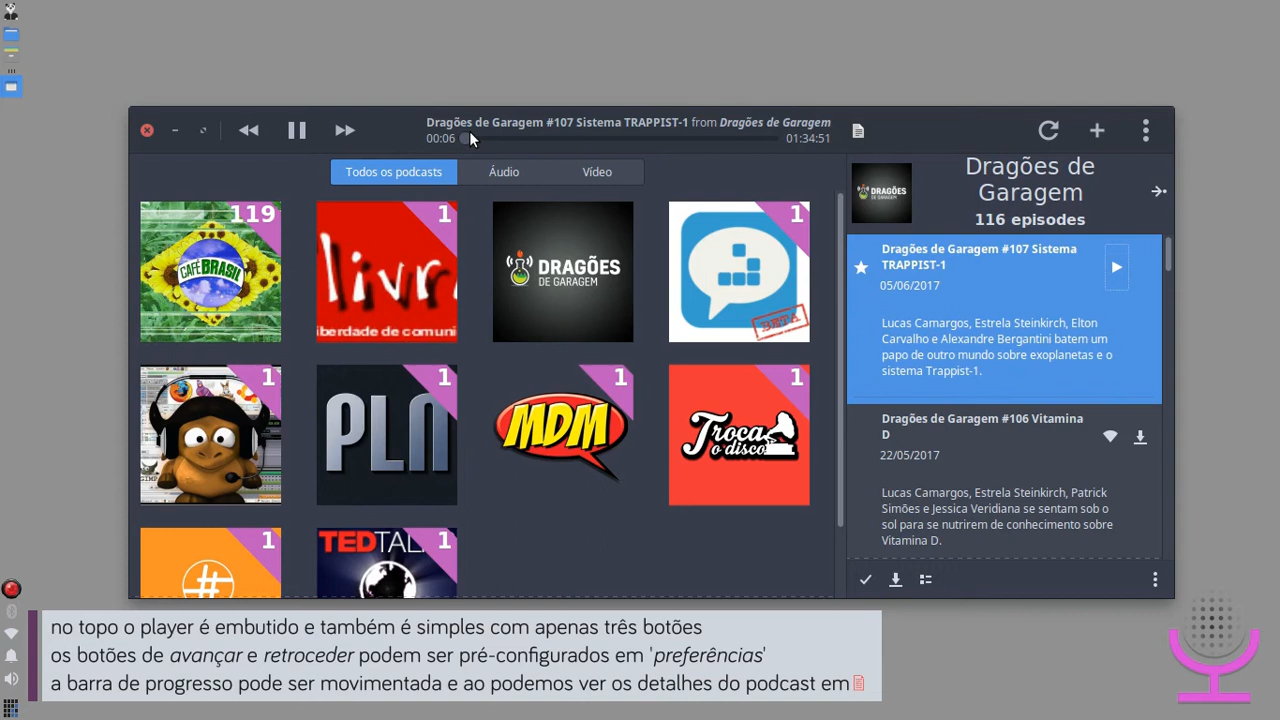 Dragões de Garagem #107 Sistema TRAPPIST-1 from Dragões de Garagem
00:06
01:34:51
Todos os podcasts
Áudio
Vídeo
119
CAFÉ BRASIL
1
livr
iberdade de comuni
DRAGÕES
DE GARAGEM
1
BETA
1
1
PLN
1
MDM
1
Troca
o disco
1
#
1
TEDTAL
DRAGÕES
DE GARAGEM
Dragões de
Garagem
116 episodes
Dragões de Garagem #107 Sistema
TRAPPIST-1
05/06/2017
Lucas Camargos, Estrela Steinkirch, Elton
Carvalho e Alexandre Bergantini batem um
papo de outro mundo sobre exoplanetas e o
sistema Trappist-1.
Dragões de Garagem #106 Vitamina
D
22/05/2017
Lucas Camargos, Estrela Steinkirch, Patrick
Simões e Jessica Veridiana se sentam sob o
sol para se nutrirem de conhecimento sobre
Vitamina D.
no topo o player é embutido e também é simples com apenas três botões
os botões de avançar e retroceder podem ser pré-configurados em 'preferências'
a barra de progresso pode ser movimentada e ao podemos ver os detalhes do podcast em